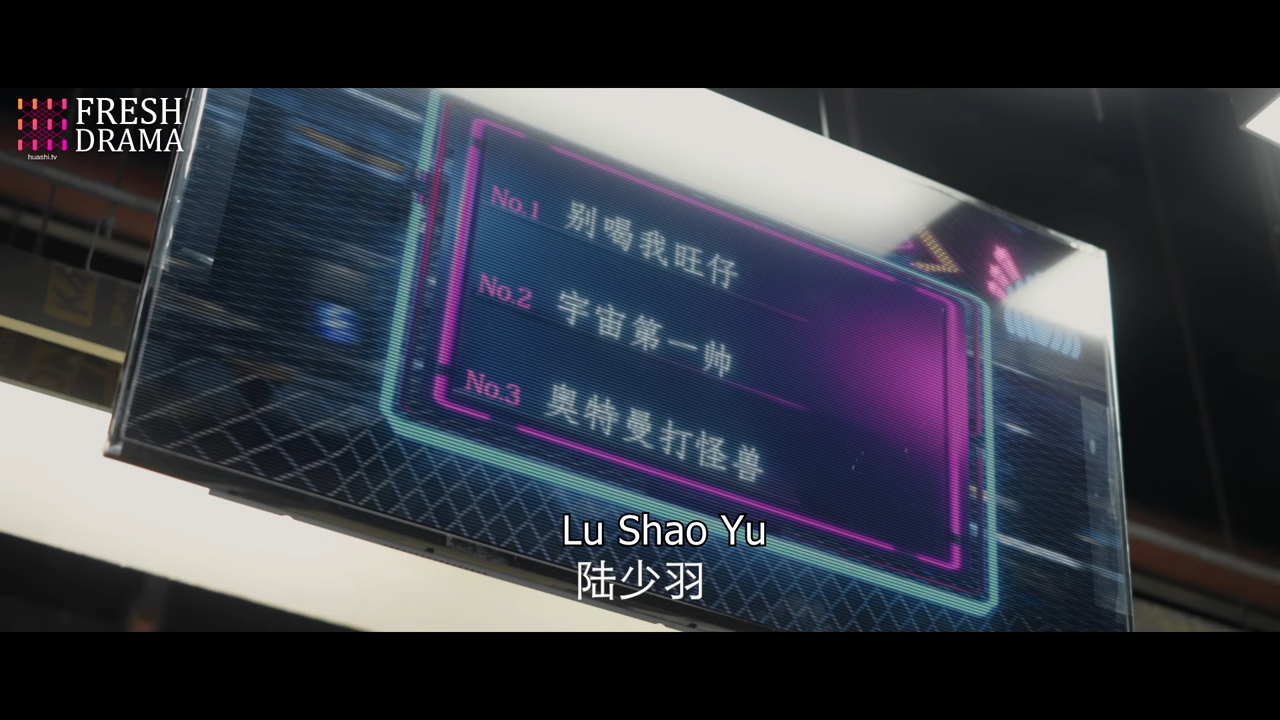 FRESH
DRAMA
huashi.tv
No.1 别喝我旺仔
No.2 宇宙第一帅
No.3 奥特曼打怪兽
Lu Shao Yu
陆少羽